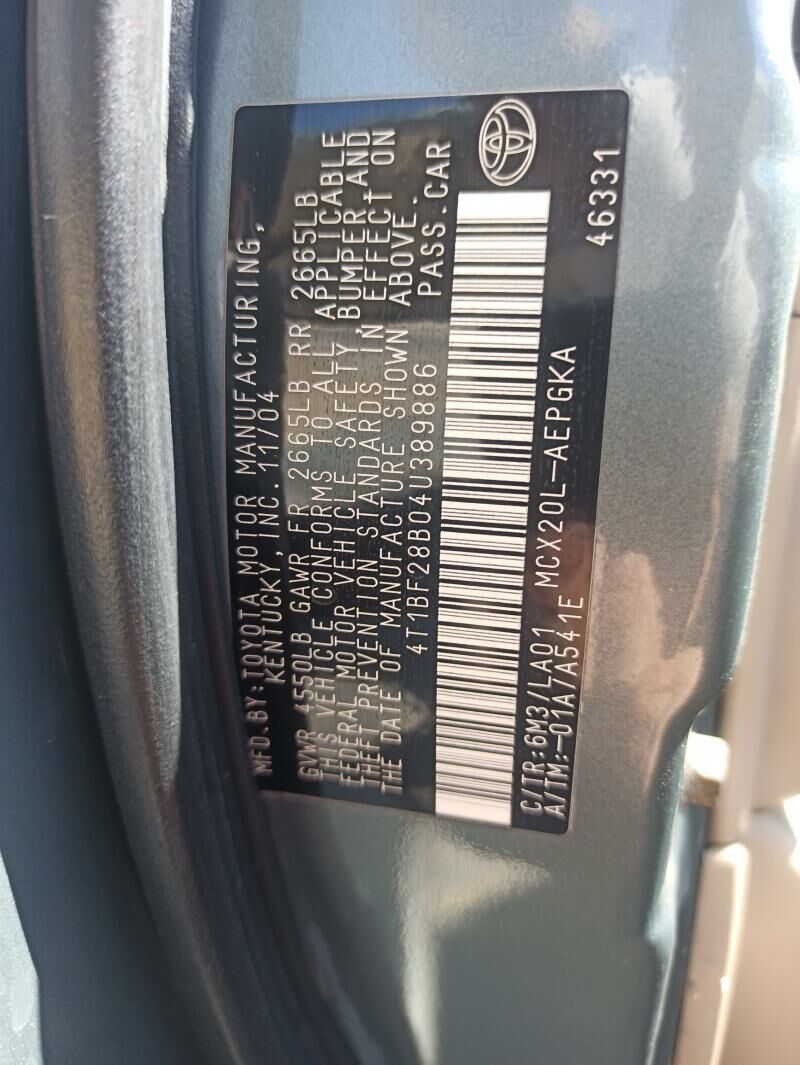 MFD.BY:TOYOTA MOTOR MANUFACTURING,
KENTUCKY, INC. 11/04
GVWR 4550LB GAWR FR 2665LB RR 2665LB
THIS VEHICLE CONFORMS TO ALL APPLICABLE
FEDERAL MOTOR VEHICLE SAFETY,BUMPER,AND
THEFT PREVENTION STANDARDS IN EFFECT ON
THE DATE OF MANUFACTURE SHOWN ABOVE.
4T1BF28B04U389886 PASS.CAR
C/TR:6M3/LA01 MCX20L-AEPGKA
A/TM:-01A/A541E 46331